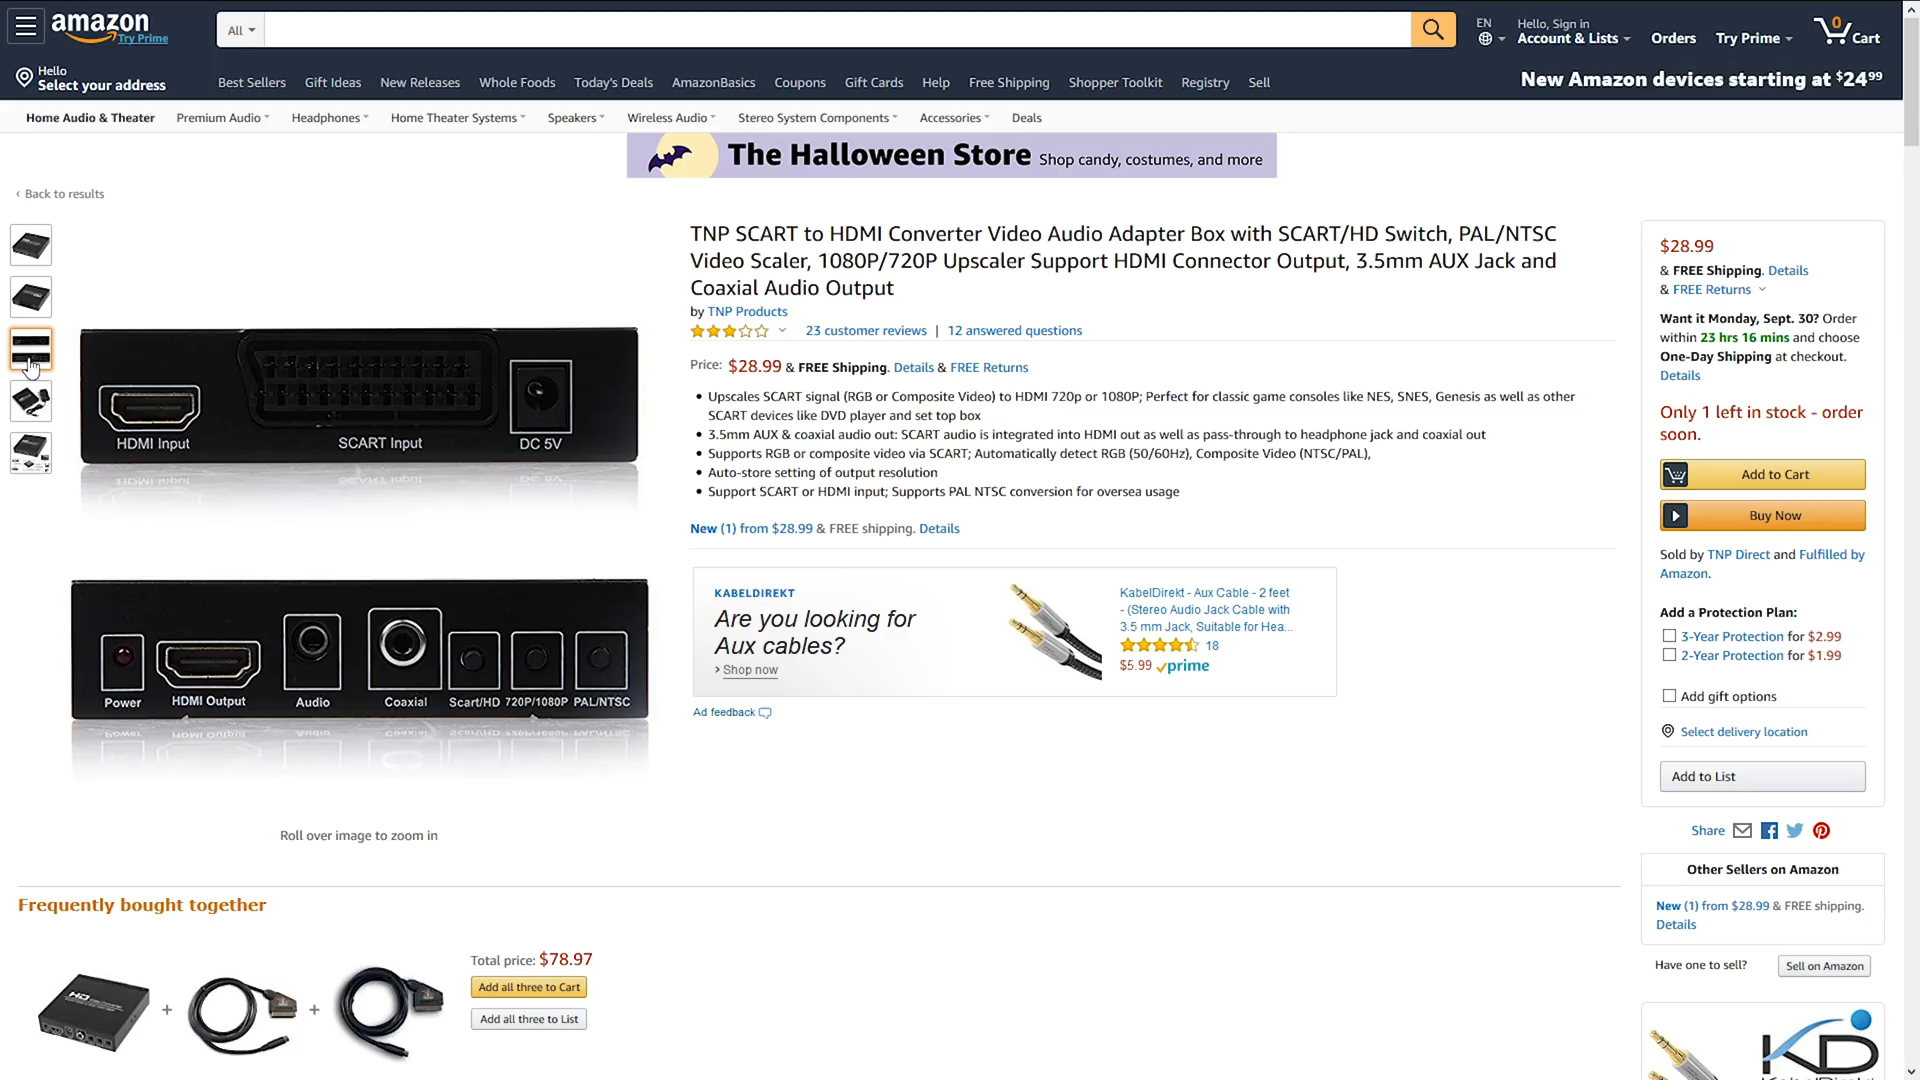 amazon
Try Prime
All
EN
Hello, Sign in
Account & Lists
Orders
Try Prime
0
Cart
Hello
Select your address
Best Sellers
Gift Ideas
New Releases
Whole Foods
Today's Deals
AmazonBasics
Coupons
Gift Cards
Help
Free Shipping
Shopper Toolkit
Registry
Sell
New Amazon devices starting at $24⁹⁹
Home Audio & Theater
Premium Audio
Headphones
Home Theater Systems
Speakers
Wireless Audio
Stereo System Components
Accessories
Deals
The Halloween Store Shop candy, costumes, and more
‹ Back to results
HDMI Input
SCART Input
DC 5V
Power
HDMI Output
Audio
Coaxial
Scart/HD
720P/1080P
PAL/NTSC
Roll over image to zoom in
TNP SCART to HDMI Converter Video Audio Adapter Box with SCART/HD Switch, PAL/NTSC
Video Scaler, 1080P/720P Upscaler Support HDMI Connector Output, 3.5mm AUX Jack and
Coaxial Audio Output
by TNP Products
23 customer reviews | 12 answered questions
Price: $28.99 & FREE Shipping. Details & FREE Returns
• Upscales SCART signal (RGB or Composite Video) to HDMI 720p or 1080P; Perfect for classic game consoles like NES, SNES, Genesis as well as other
SCART devices like DVD player and set top box
• 3.5mm AUX & coaxial audio out: SCART audio is integrated into HDMI out as well as pass-through to headphone jack and coaxial out
• Supports RGB or composite video via SCART; Automatically detect RGB (50/60Hz), Composite Video (NTSC/PAL),
• Auto-store setting of output resolution
• Support SCART or HDMI input; Supports PAL NTSC conversion for oversea usage
New (1) from $28.99 & FREE shipping. Details
KABELDIREKT
Are you looking for
Aux cables?
› Shop now
KabelDirekt - Aux Cable - 2 feet
- (Stereo Audio Jack Cable with
3.5 mm Jack, Suitable for Hea...
18
$5.99 prime
Ad feedback
$28.99
& FREE Shipping. Details
& FREE Returns
Want it Monday, Sept. 30? Order
within 23 hrs 16 mins and choose
One-Day Shipping at checkout.
Details
Only 1 left in stock - order
soon.
Add to Cart
Buy Now
Sold by TNP Direct and Fulfilled by
Amazon.
Add a Protection Plan:
3-Year Protection for $2.99
2-Year Protection for $1.99
Add gift options
Select delivery location
Add to List
Share
Other Sellers on Amazon
New (1) from $28.99 & FREE shipping.
Details
Have one to sell?
Sell on Amazon
KD
Frequently bought together
HD
+
+
Total price: $78.97
Add all three to Cart
Add all three to List